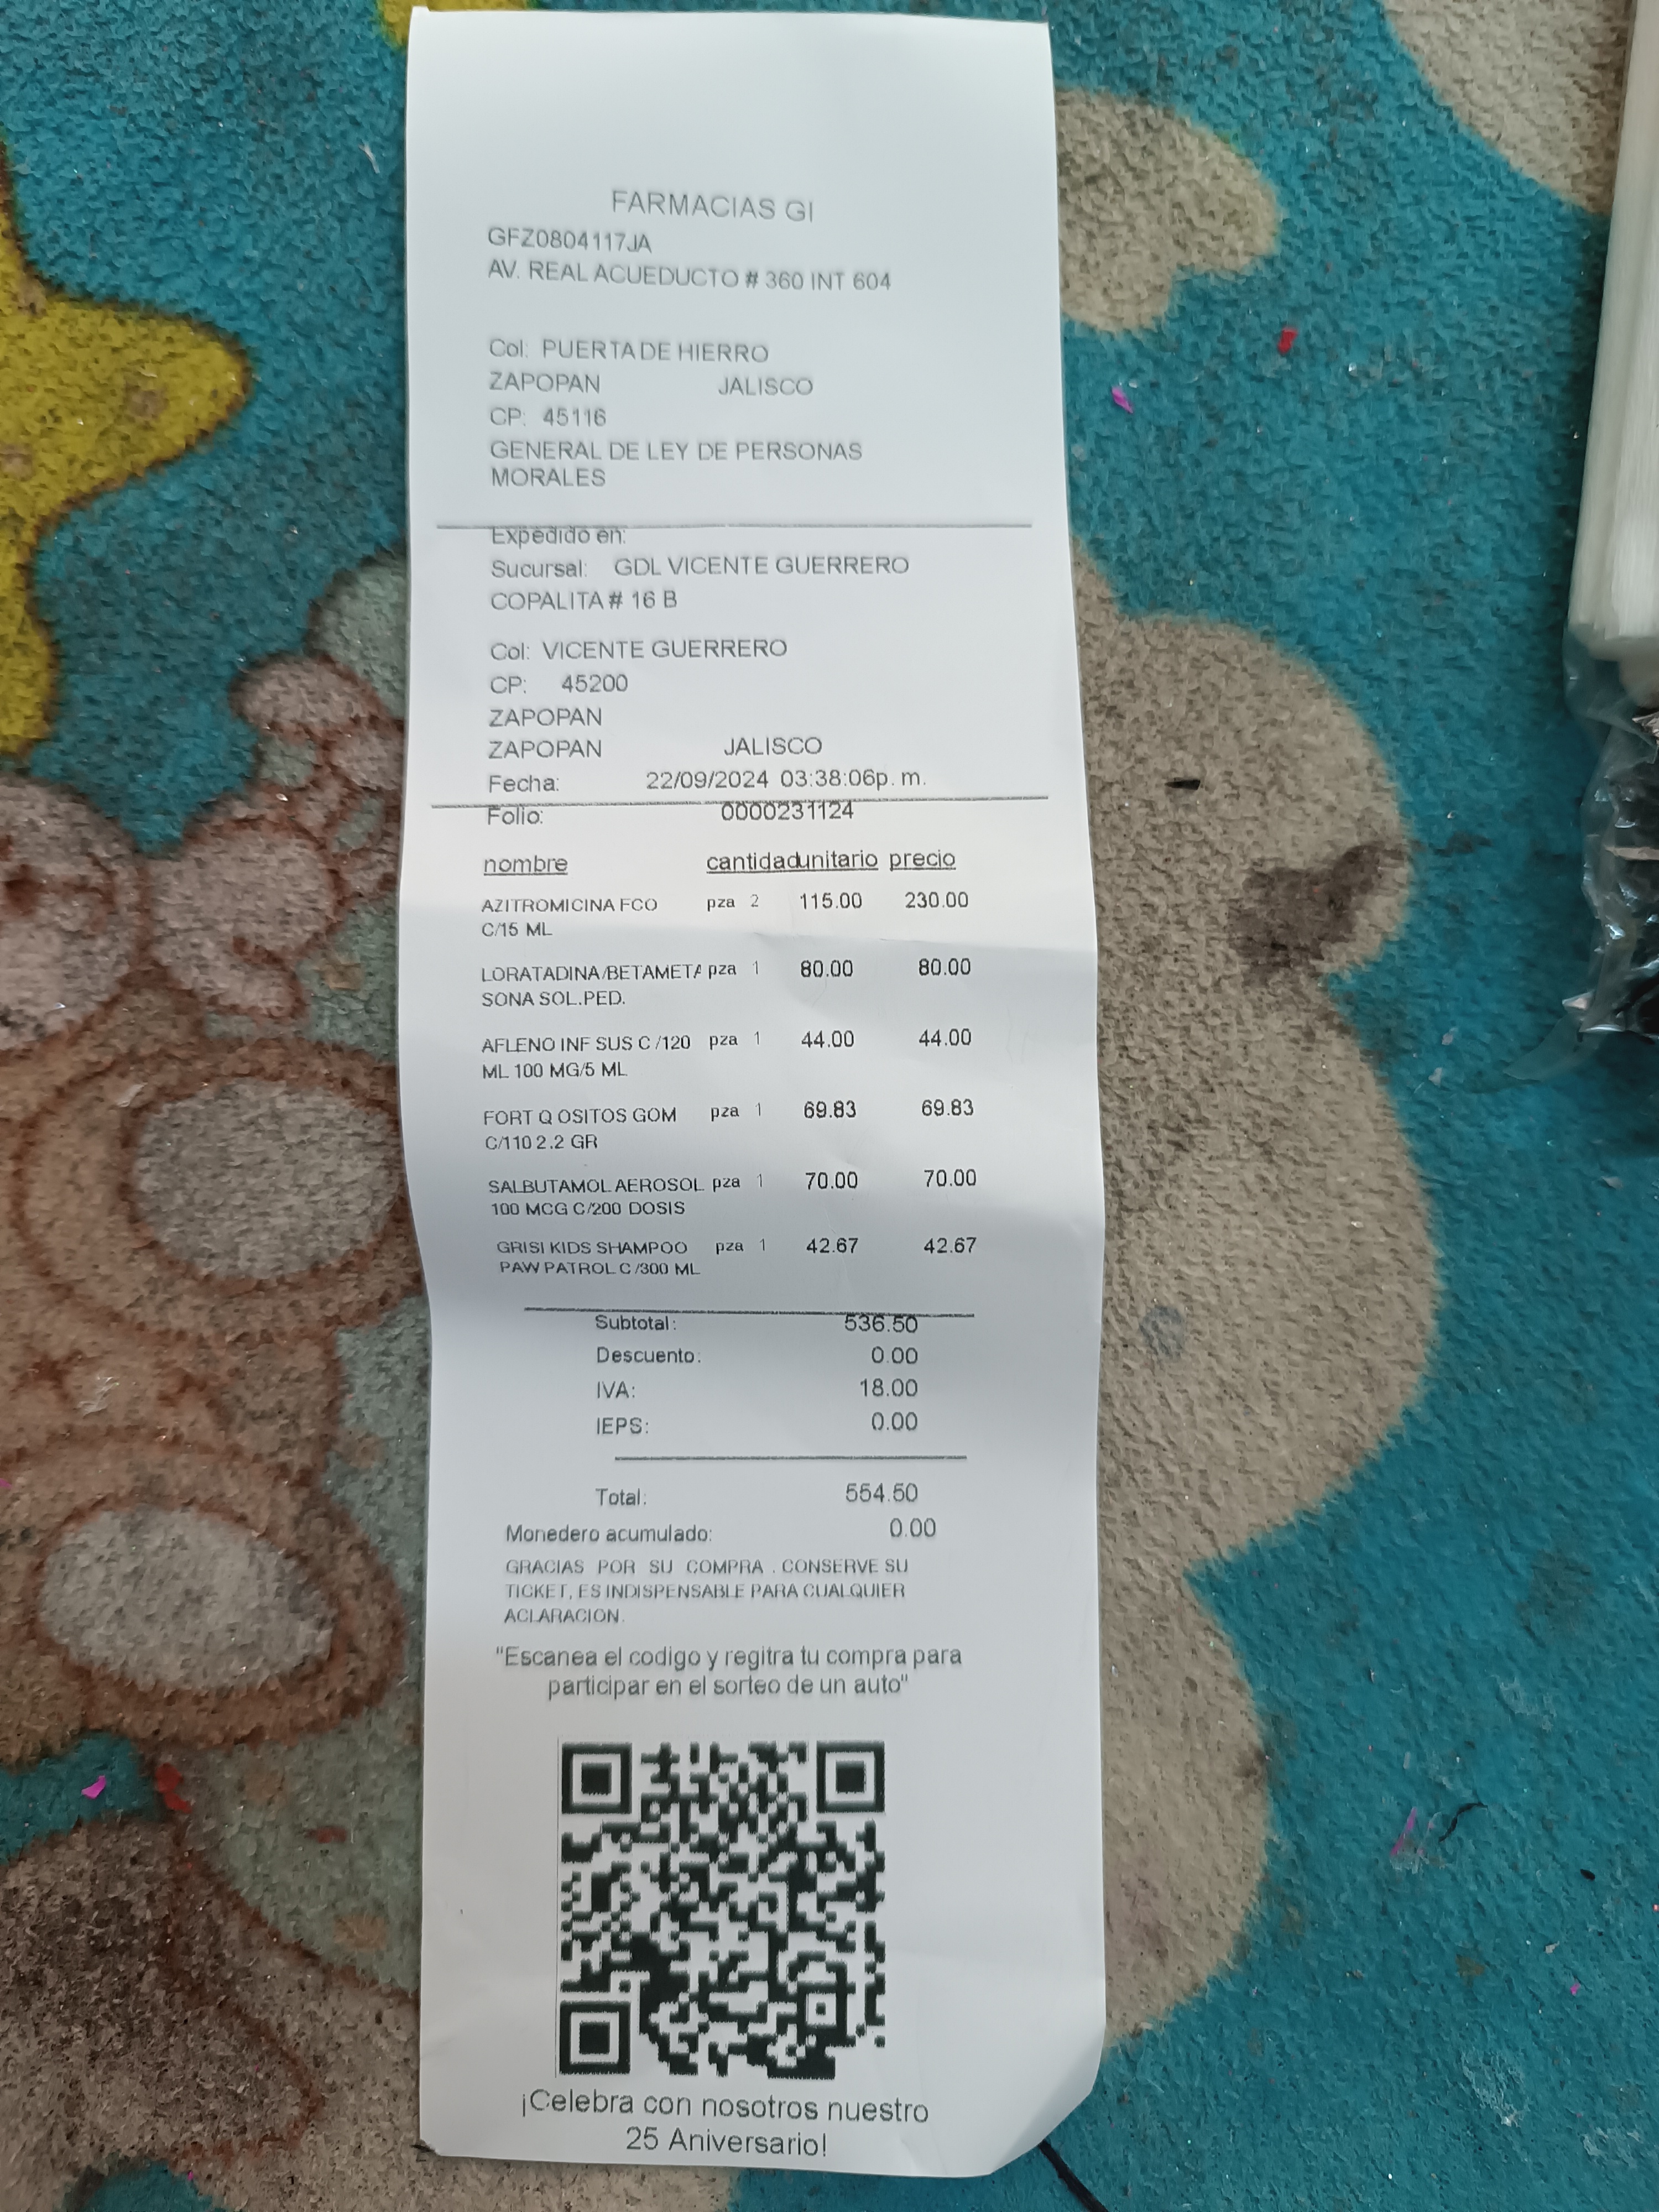 FARMACIAS GI
GFZ0804117JA
AV. REAL ACUEDUCTO # 360 INT 604
Col: PUERTA DE HIERRO
ZAPOPAN JALISCO
CP: 45116
GENERAL DE LEY DE PERSONAS
MORALES
Expedido en:
Sucursal: GDL VICENTE GUERRERO
COPALITA # 16 B
Col: VICENTE GUERRERO
CP: 45200
ZAPOPAN
ZAPOPAN JALISCO
Fecha: 22/09/2024 03:38:06p. m.
Folio: 0000231124
nombre cantidadunitario precio
AZITROMICINA FCO pza 2 115.00 230.00
C/15 ML
LORATADINA/BETAMETA pza 1 80.00 80.00
SONA SOL.PED.
AFLENO INF SUS C/120 pza 1 44.00 44.00
ML 100 MG/5 ML
FORT Q OSITOS GOM pza 1 69.83 69.83
C/110 2.2 GR
SALBUTAMOL AEROSOL pza 1 70.00 70.00
100 MCG C/200 DOSIS
GRISI KIDS SHAMPOO pza 1 42.67 42.67
PAW PATROL C/300 ML
Subtotal: 536.50
Descuento: 0.00
IVA: 18.00
IEPS: 0.00
Total: 554.50
Monedero acumulado: 0.00
GRACIAS POR SU COMPRA . CONSERVE SU
TICKET, ES INDISPENSABLE PARA CUALQUIER
ACLARACION.
"Escanea el codigo y regitra tu compra para
participar en el sorteo de un auto"
¡Celebra con nosotros nuestro
25 Aniversario!